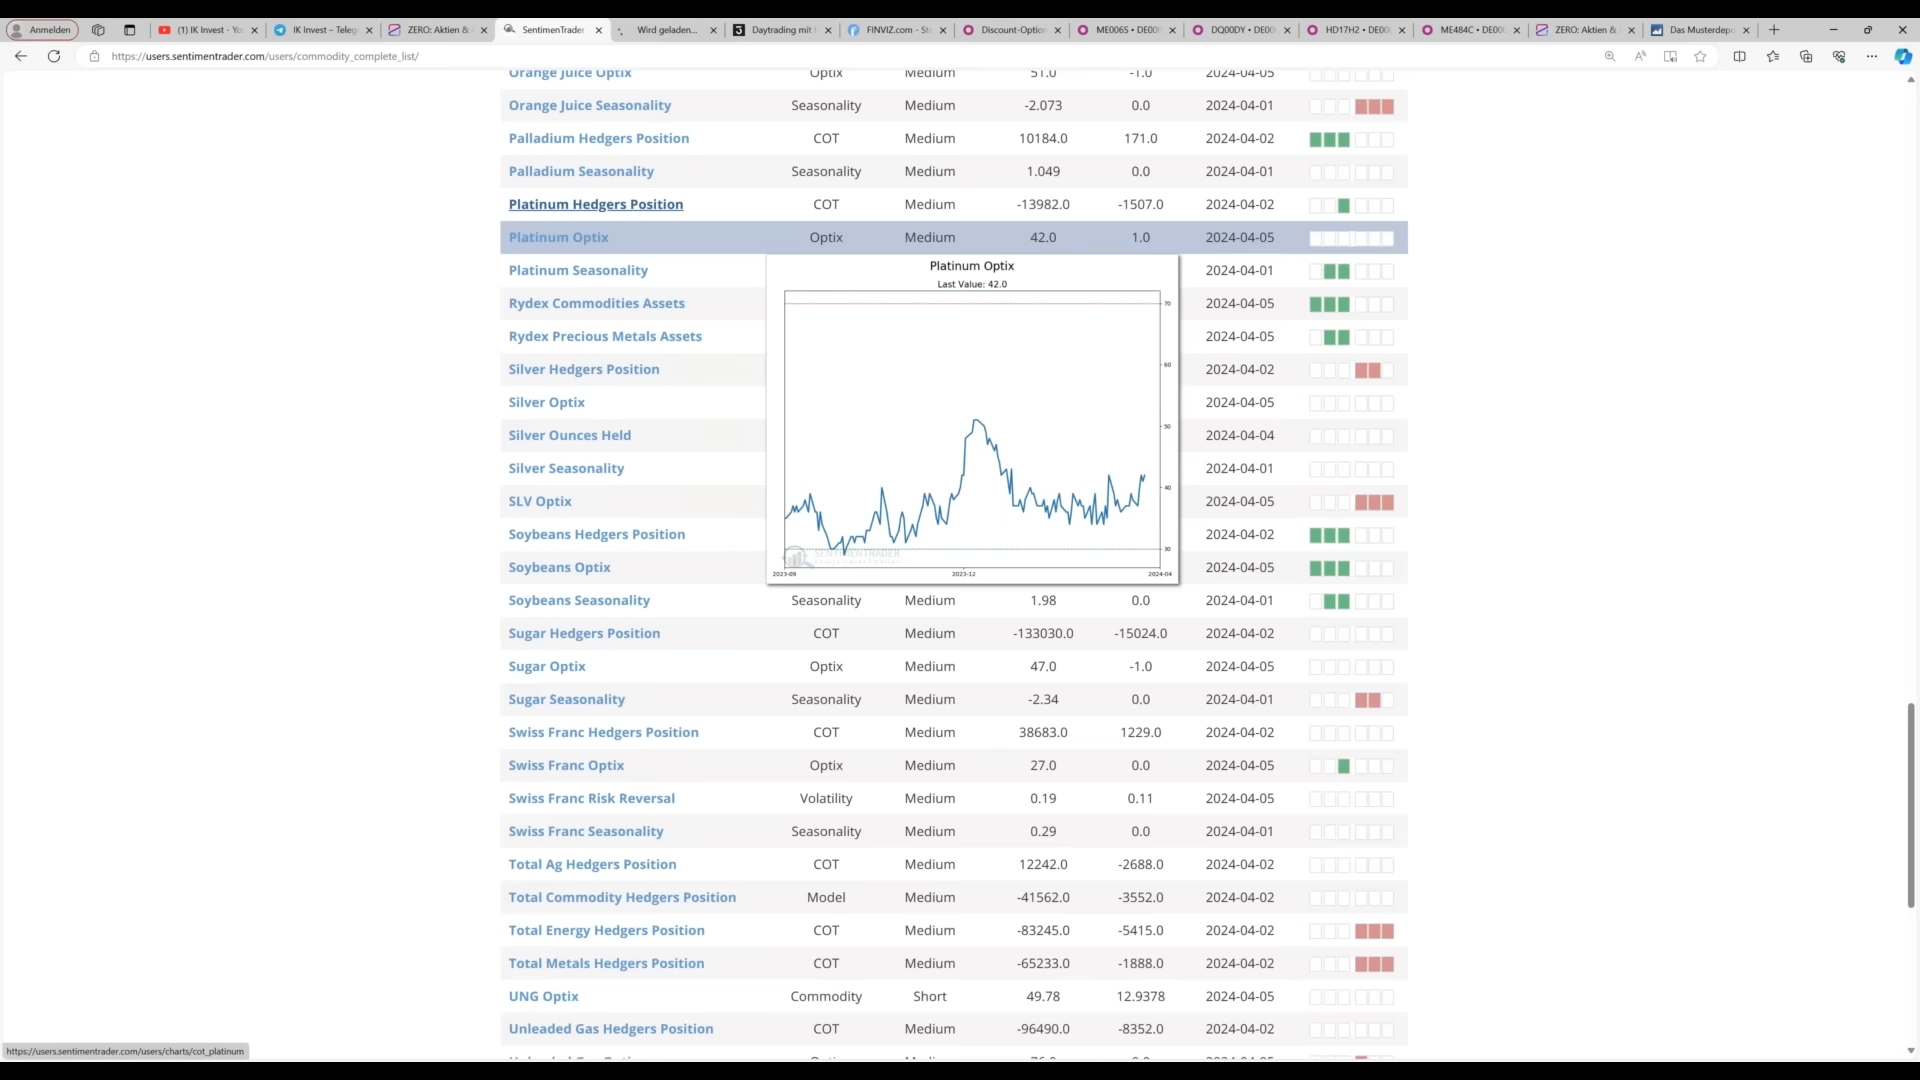 Anmelden
(1) IK Invest - Yo
IK Invest – Teleg
ZERO: Aktien &
SentimenTrader
Wird geladen...
Daytrading mit
FINVIZ.com - St
Discount-Option
ME006S • DE00
DQ00DY • DE00
HD17H2 • DE00
ME484C • DE00
ZERO: Aktien &
Das Musterdep
https://users.sentimentrader.com/users/commodity_complete_list/
Orange Juice Optix Optix Medium 51.0 -1.0 2024-04-05
Orange Juice Seasonality Seasonality Medium -2.073 0.0 2024-04-01
Palladium Hedgers Position COT Medium 10184.0 171.0 2024-04-02
Palladium Seasonality Seasonality Medium 1.049 0.0 2024-04-01
Platinum Hedgers Position COT Medium -13982.0 -1507.0 2024-04-02
Platinum Optix Optix Medium 42.0 1.0 2024-04-05
Platinum Seasonality 2024-04-01
Rydex Commodities Assets 2024-04-05
Rydex Precious Metals Assets 2024-04-05
Silver Hedgers Position 2024-04-02
Silver Optix 2024-04-05
Silver Ounces Held 2024-04-04
Silver Seasonality 2024-04-01
SLV Optix 2024-04-05
Soybeans Hedgers Position 2024-04-02
Soybeans Optix 2024-04-05
Platinum Optix
Last Value: 42.0
70
60
50
40
30
SENTIMENTRADER
2023-09 2023-12 2024-04
Soybeans Seasonality Seasonality Medium 1.98 0.0 2024-04-01
Sugar Hedgers Position COT Medium -133030.0 -15024.0 2024-04-02
Sugar Optix Optix Medium 47.0 -1.0 2024-04-05
Sugar Seasonality Seasonality Medium -2.34 0.0 2024-04-01
Swiss Franc Hedgers Position COT Medium 38683.0 1229.0 2024-04-02
Swiss Franc Optix Optix Medium 27.0 0.0 2024-04-05
Swiss Franc Risk Reversal Volatility Medium 0.19 0.11 2024-04-05
Swiss Franc Seasonality Seasonality Medium 0.29 0.0 2024-04-01
Total Ag Hedgers Position COT Medium 12242.0 -2688.0 2024-04-02
Total Commodity Hedgers Position Model Medium -41562.0 -3552.0 2024-04-02
Total Energy Hedgers Position COT Medium -83245.0 -5415.0 2024-04-02
Total Metals Hedgers Position COT Medium -65233.0 -1888.0 2024-04-02
UNG Optix Commodity Short 49.78 12.9378 2024-04-05
Unleaded Gas Hedgers Position COT Medium -96490.0 -8352.0 2024-04-02
https://users.sentimentrader.com/users/charts/cot_platinum